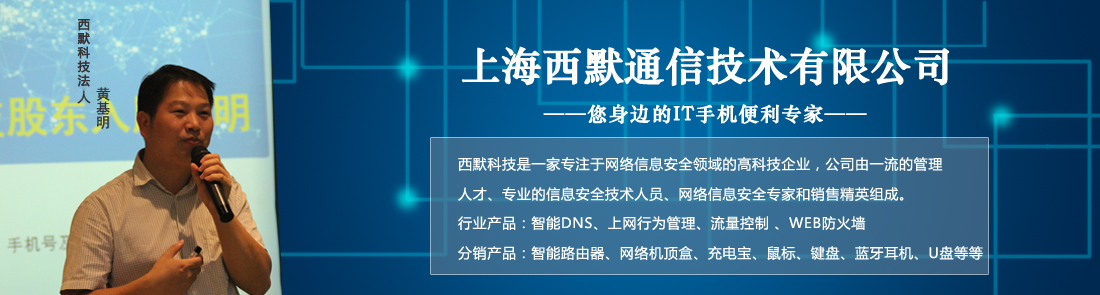 西默科技法人
黄基明
股东入
明
手机号及
上海西默通信技术有限公司
——您身边的IT手机便利专家——
西默科技是一家专注于网络信息安全领域的高科技企业，公司由一流的管理
人才、专业的信息安全技术人员、网络信息安全专家和销售精英组成。
行业产品：智能DNS、上网行为管理、流量控制 、WEB防火墙
分销产品：智能路由器、网络机顶盒、充电宝、鼠标、键盘、蓝牙耳机、U盘等等